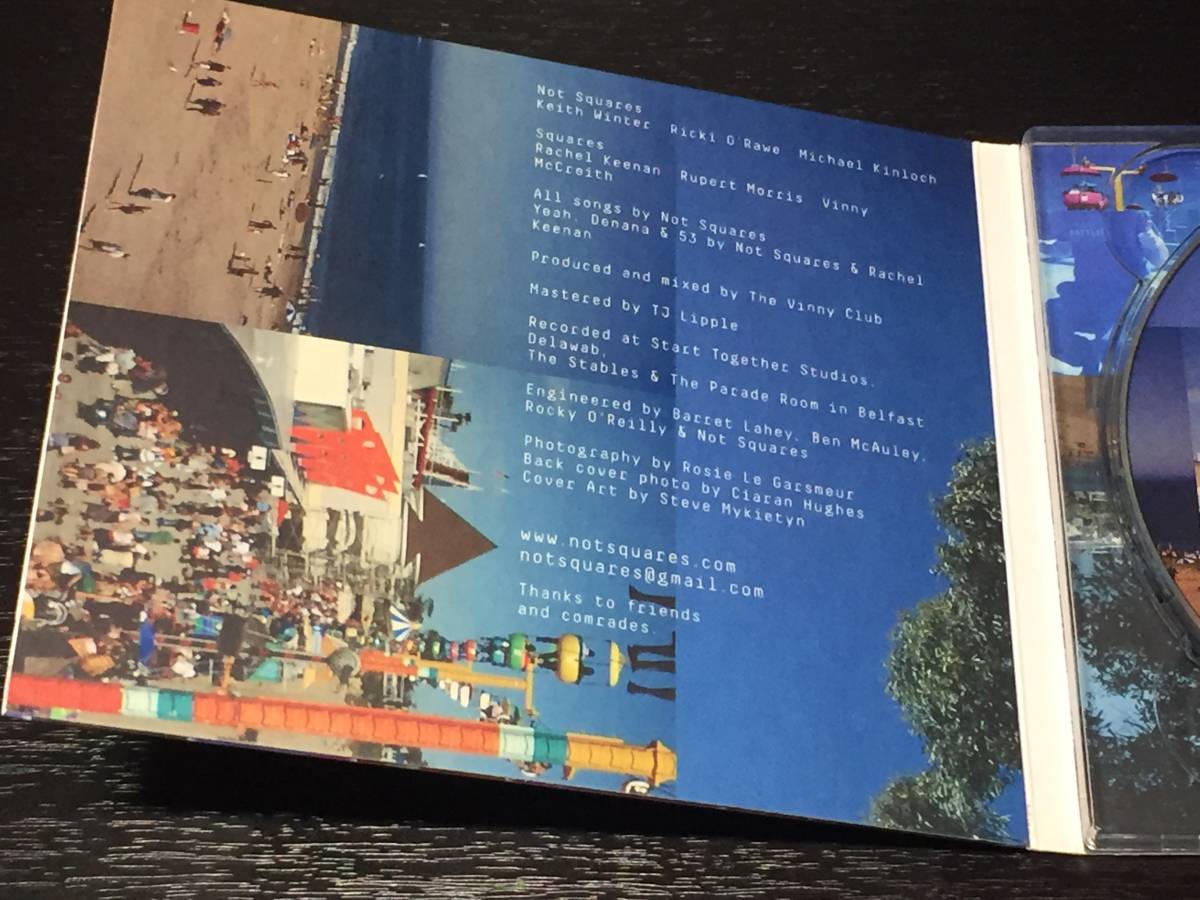 Not Squares
Keith Winter  Ricki O'Rawe  Michael Kinloch
Squares
Rachel Keenan  Rupert Morris  Vinny
McCreith
All songs by Not Squares
Yeah, Denana & 53 by Not Squares & Rachel
Keenan
Produced and mixed by The Vinny Club
Mastered by TJ Lipple
Recorded at Start Together Studios,
Delawab,
The Stables & The Parade Room in Belfast
Engineered by Barret Lahey, Ben McAuley,
Rocky O'Reilly & Not Squares
Photography by Rosie Le Garsmeur
Back cover photo by Ciaran Hughes
Cover Art by Steve Mykietyn
www.notsquares.com
notsquares@gmail.com
Thanks to friends
and comrades.